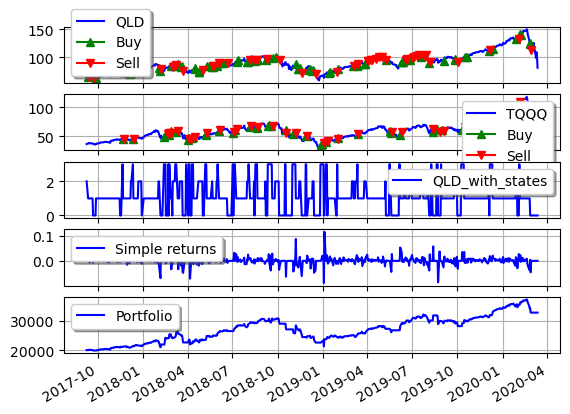 QLD
Buy
Sell
150
100
TQQQ
Buy
Sell
100
50
QLD_with_states
2
0
Simple returns
0.1
0.0
Portfolio
30000
20000
2017-10
2018-01
2018-04
2018-07
2018-10
2019-01
2019-04
2019-07
2019-10
2020-01
2020-04